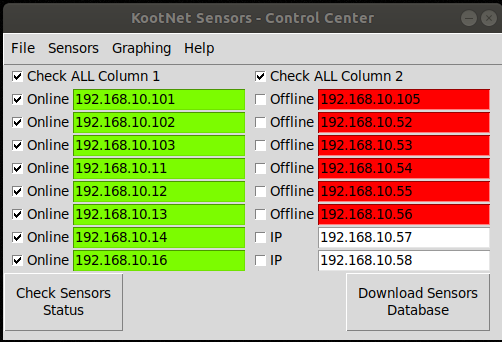 KootNet Sensors - Control Center
File Sensors Graphing Help
Check ALL Column 1 Check ALL Column 2
Online 192.168.10.101 Offline 192.168.10.105
Online 192.168.10.102 Offline 192.168.10.52
Online 192.168.10.103 Offline 192.168.10.53
Online 192.168.10.11 Offline 192.168.10.54
Online 192.168.10.12 Offline 192.168.10.55
Online 192.168.10.13 Offline 192.168.10.56
Online 192.168.10.14 IP 192.168.10.57
Online 192.168.10.16 IP 192.168.10.58
Check Sensors Download Sensors
Status Database